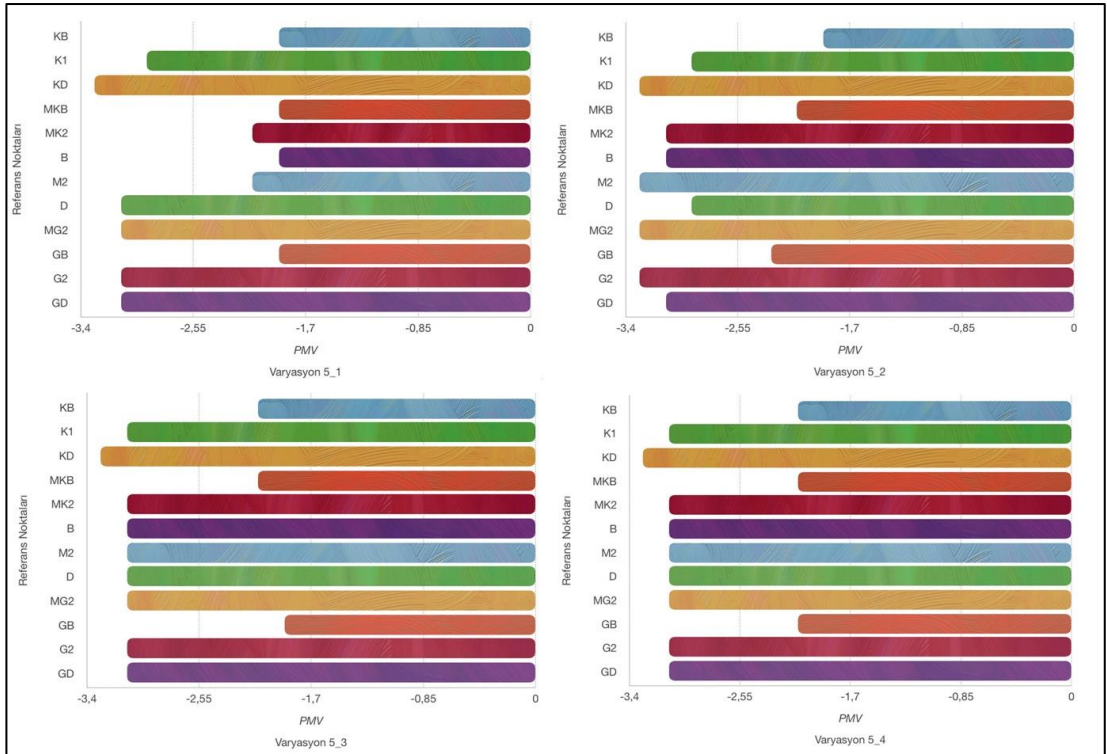 Referans Noktaları
KB
K1
KD
MKB
MK2
B
M2
D
MG2
GB
G2
GD
-3,4 -2,55 -1,7 -0,85 0
PMV
Varyasyon 5_1
Referans Noktaları
KB
K1
KD
MKB
MK2
B
M2
D
MG2
GB
G2
GD
-3,4 -2,55 -1,7 -0,85 0
PMV
Varyasyon 5_2
Referans Noktaları
KB
K1
KD
MKB
MK2
B
M2
D
MG2
GB
G2
GD
-3,4 -2,55 -1,7 -0,85 0
PMV
Varyasyon 5_3
Referans Noktaları
KB
K1
KD
MKB
MK2
B
M2
D
MG2
GB
G2
GD
-3,4 -2,55 -1,7 -0,85 0
PMV
Varyasyon 5_4